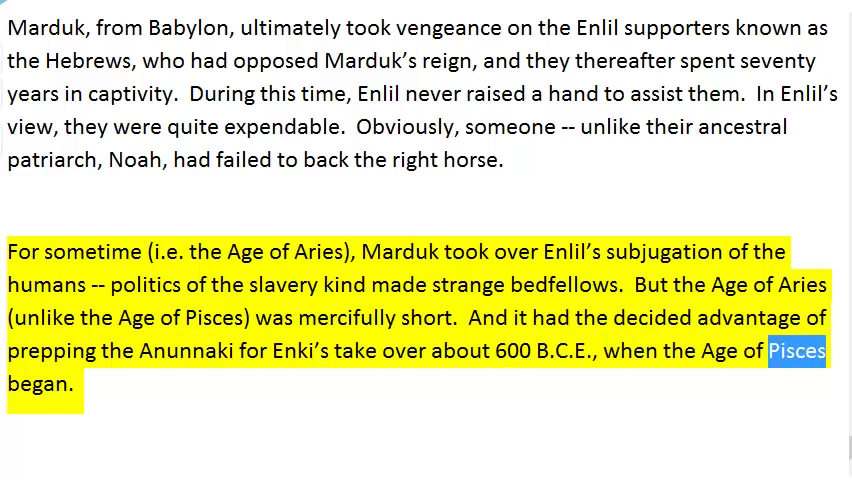 Marduk, from Babylon, ultimately took vengeance on the Enlil supporters known as
the Hebrews, who had opposed Marduk’s reign, and they thereafter spent seventy
years in captivity.  During this time, Enlil never raised a hand to assist them.  In Enlil’s
view, they were quite expendable.  Obviously, someone -- unlike their ancestral
patriarch, Noah, had failed to back the right horse.
For sometime (i.e. the Age of Aries), Marduk took over Enlil’s subjugation of the
humans -- politics of the slavery kind made strange bedfellows.  But the Age of Aries
(unlike the Age of Pisces) was mercifully short.  And it had the decided advantage of
prepping the Anunnaki for Enki’s take over about 600 B.C.E., when the Age of Pisces
began.